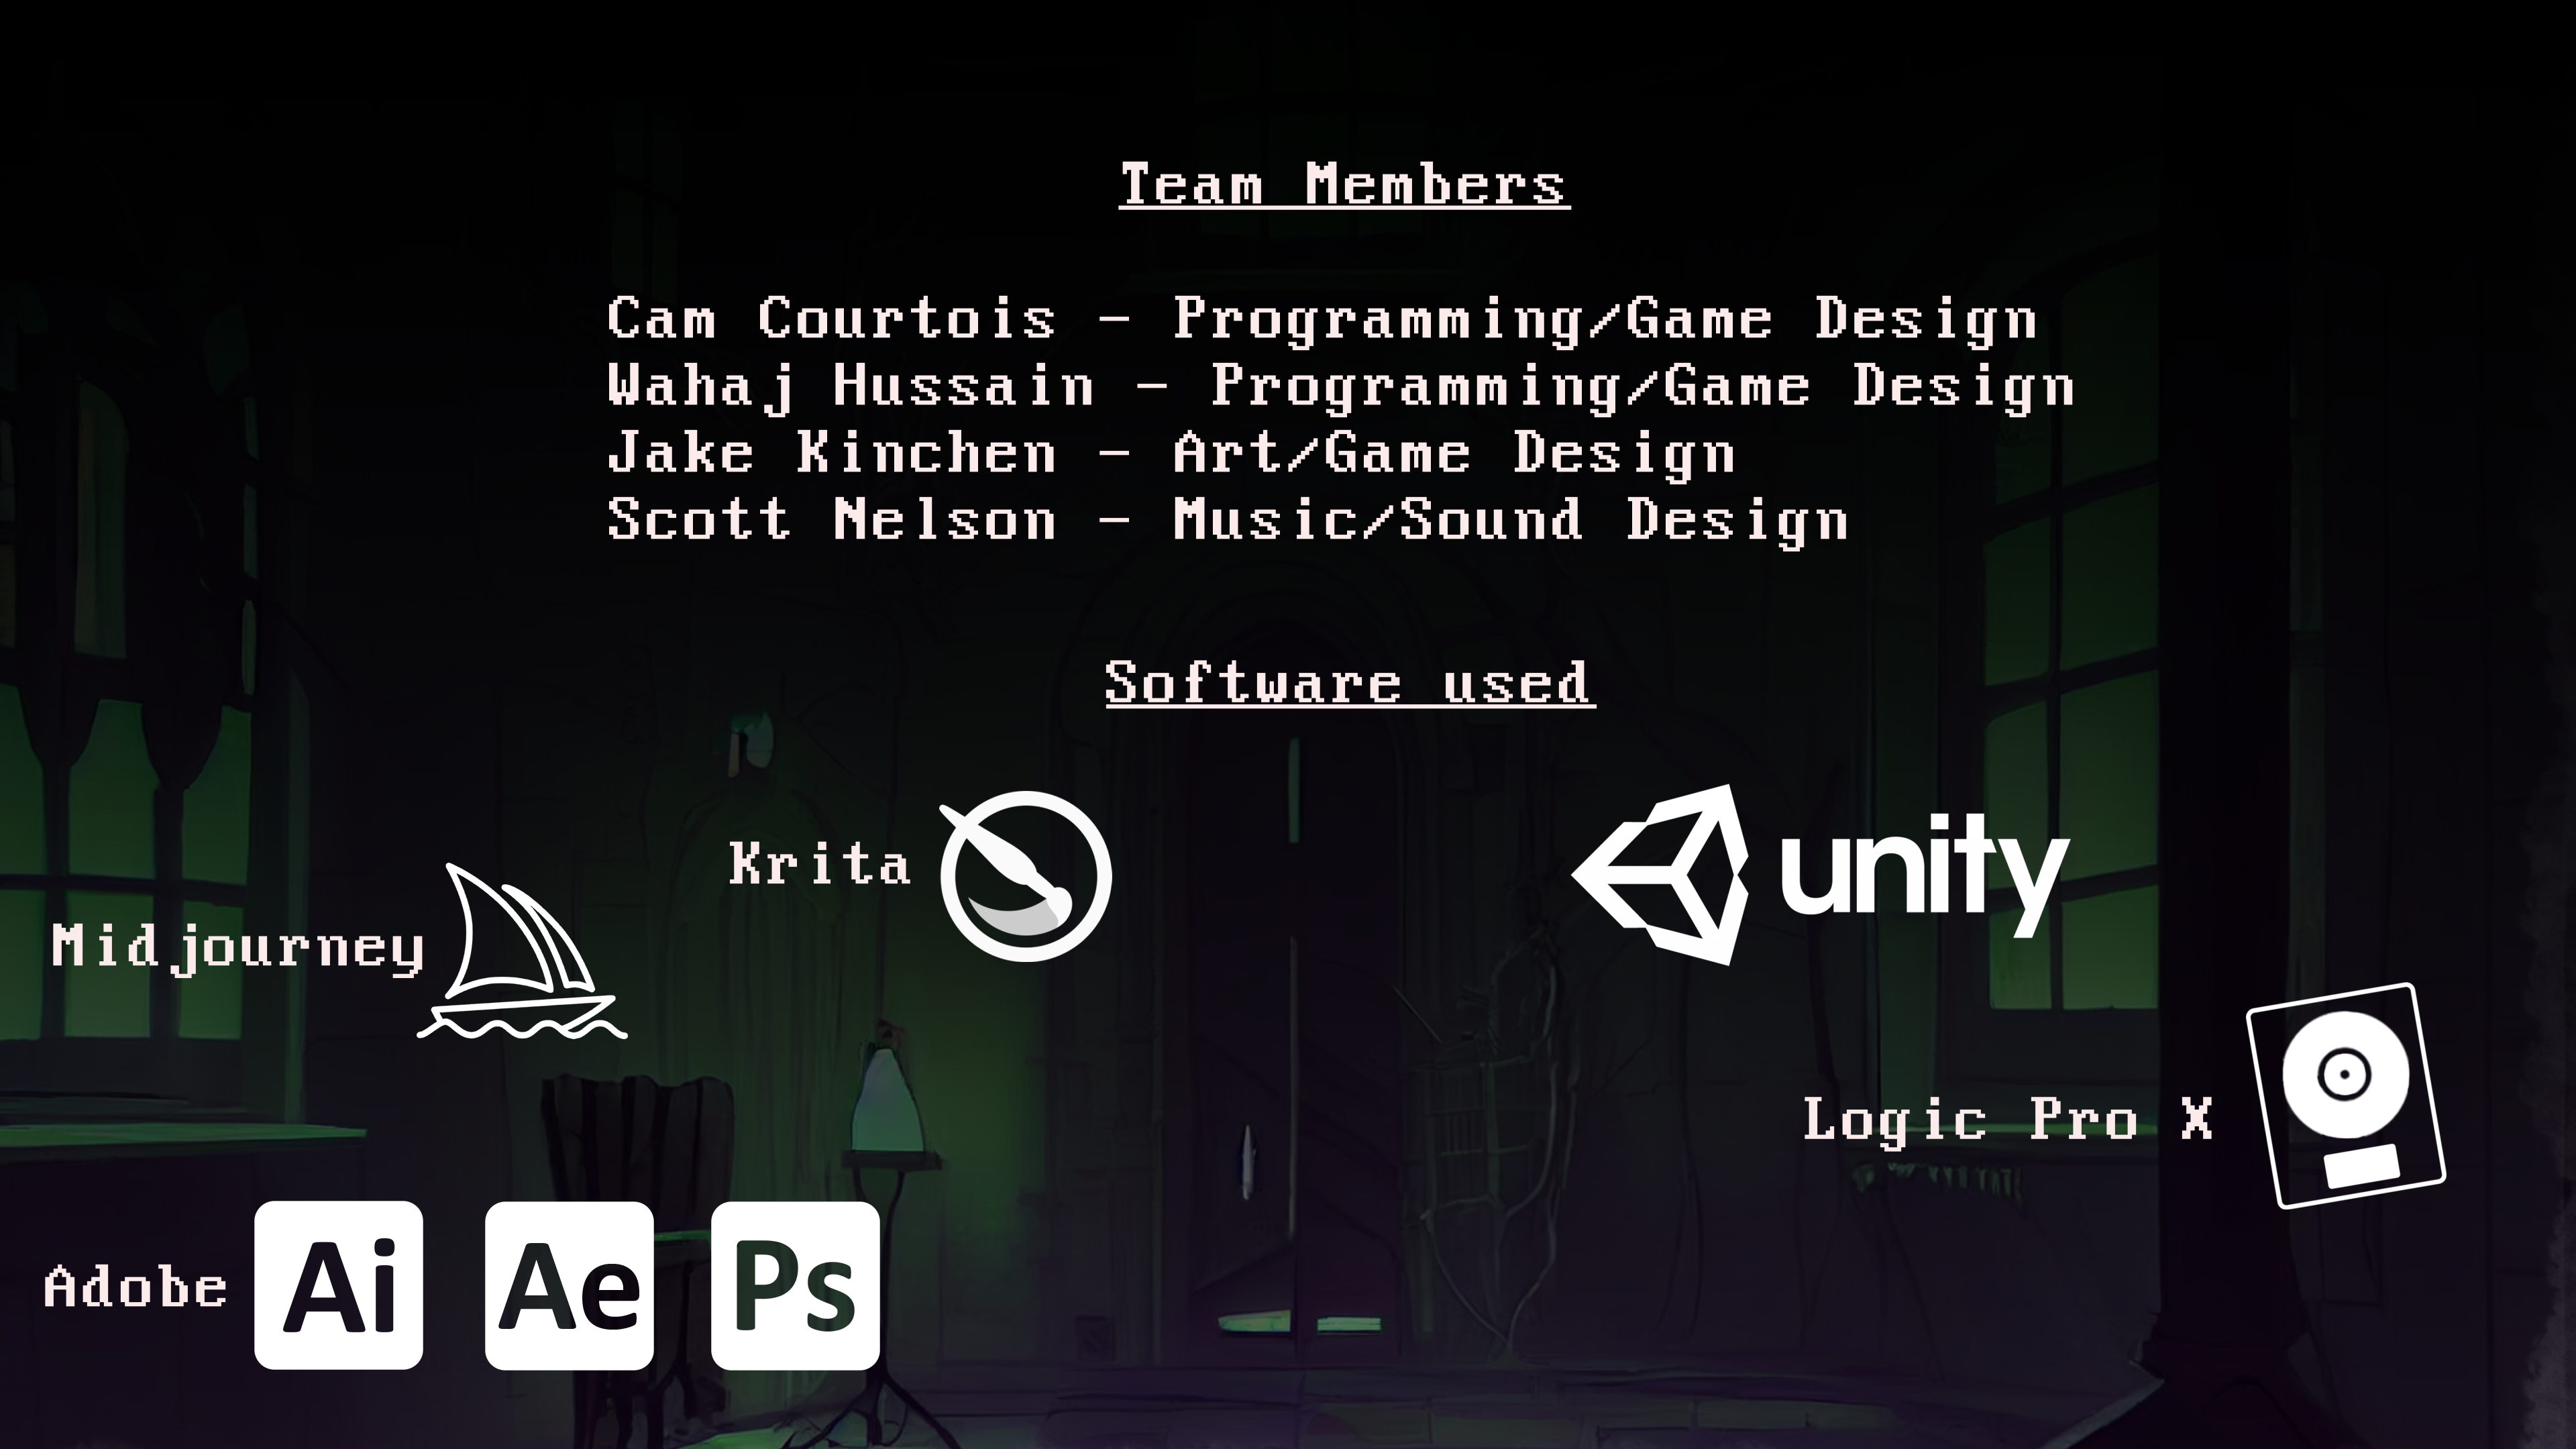 Team Members
Cam Courtois - Programming/Game Design
Wahaj Hussain - Programming/Game Design
Jake Kinchen - Art/Game Design
Scott Nelson - Music/Sound Design
Software used
Krita
unity
Midjourney
Logic Pro X
Adobe Ai Ae Ps